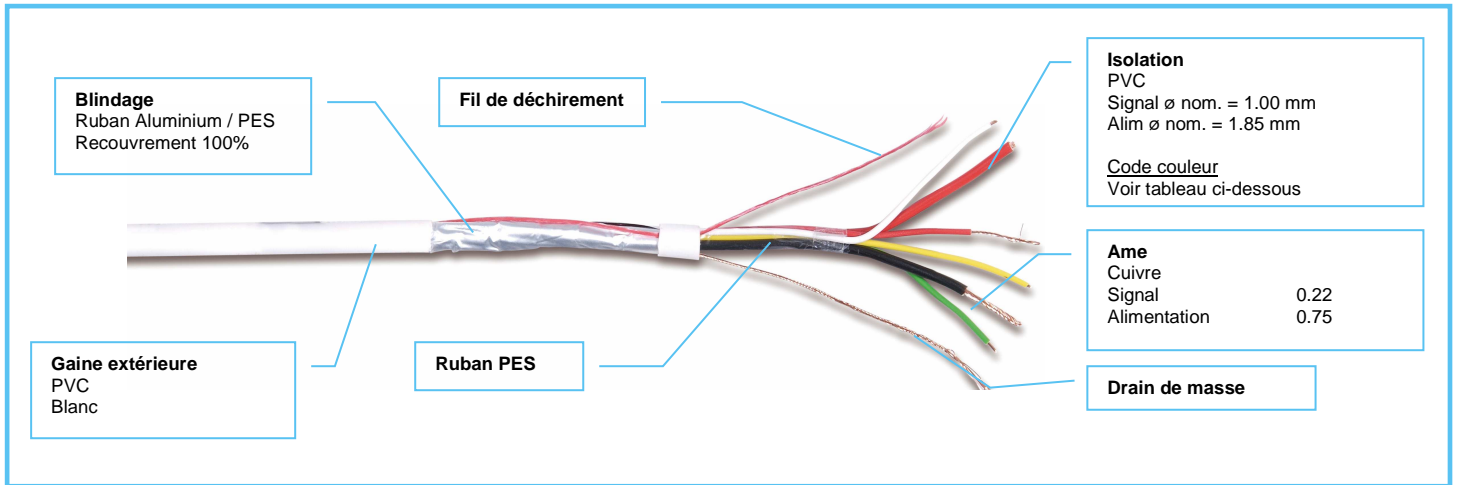 Blindage
Ruban Aluminium / PES
Recouvrement 100%
Fil de déchirement
Isolation
PVC
Signal ø nom. = 1.00 mm
Alim ø nom. = 1.85 mm
Code couleur
Voir tableau ci-dessous
Ame
Cuivre
Signal 0.22
Alimentation 0.75
Gaine extérieure
PVC
Blanc
Ruban PES
Drain de masse